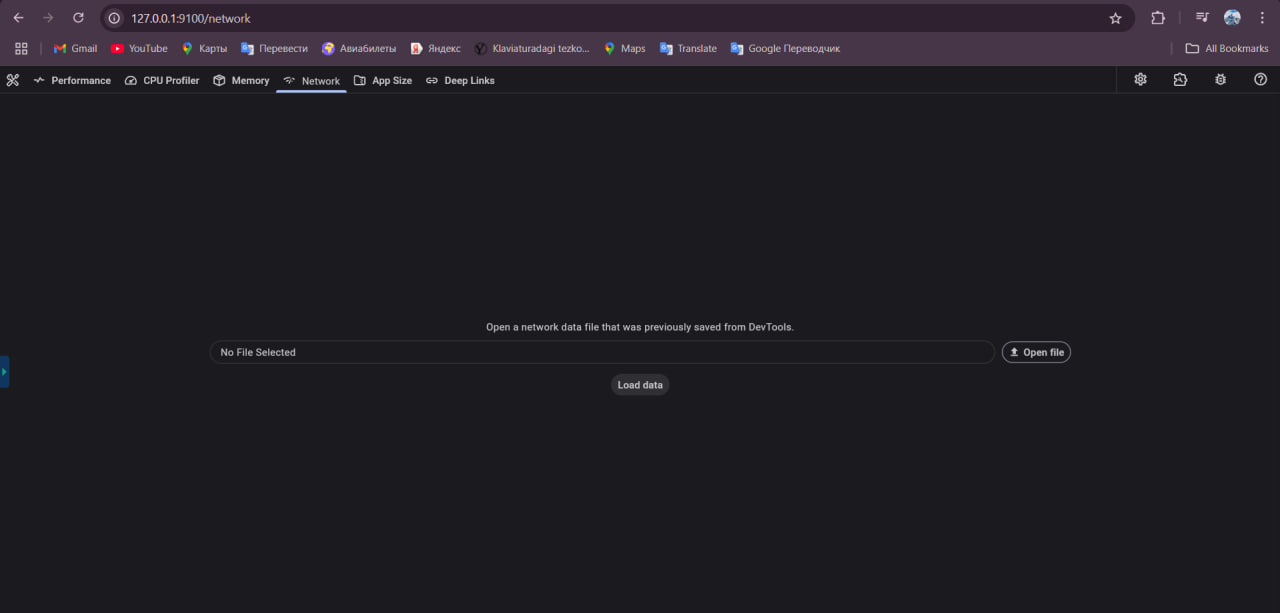 127.0.0.1:9100/network
Gmail YouTube Карты Перевести Авиабилеты Яндекс Klaviaturadagi tezko... Maps Translate Google Переводчик All Bookmarks
Performance CPU Profiler Memory Network App Size Deep Links
Open a network data file that was previously saved from DevTools.
No File Selected Open file
Load data